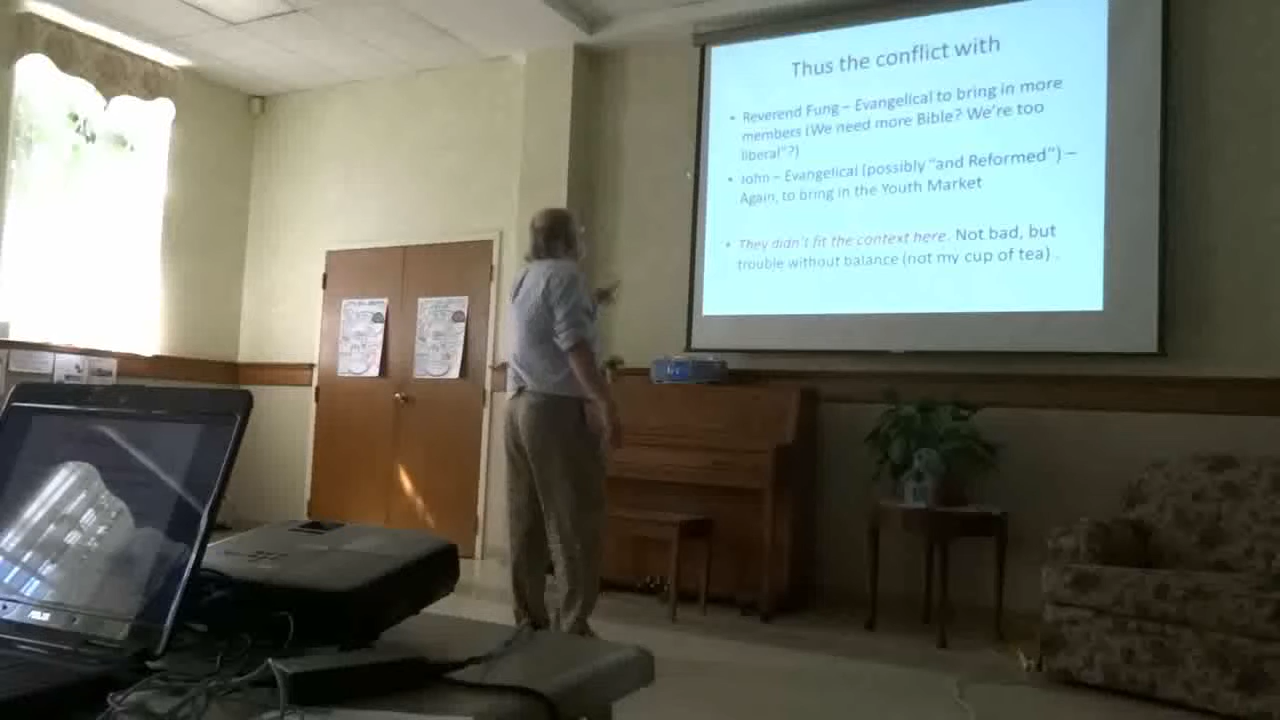 Thus the conflict with
• Reverend Fung – Evangelical to bring in more
members (We need more Bible? We're too
liberal"?)
• John – Evangelical (possibly "and Reformed") –
Again, to bring in the Youth Market
• They didn't fit the context here. Not bad, but
trouble without balance (not my cup of tea) .
ASUS